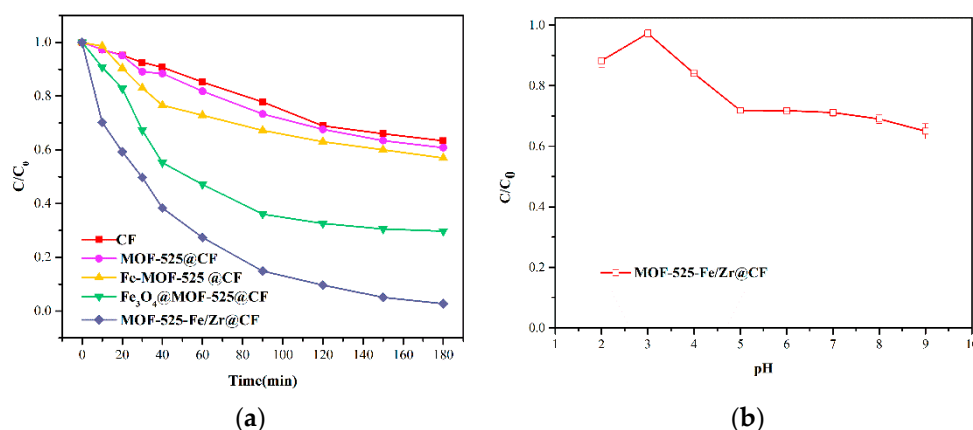 C/C0
1.0
0.8
0.6
0.4
0.2
0.0
CF
MOF-525@CF
Fe-MOF-525 @CF
Fe3O4@MOF-525@CF
MOF-525-Fe/Zr@CF
0 20 40 60 80 100 120 140 160 180
Time(min)
(a)
C/C0
1.0
0.8
0.6
0.4
0.2
0.0
MOF-525-Fe/Zr@CF
1 2 3 4 5 6 7 8 9 10
pH
(b)